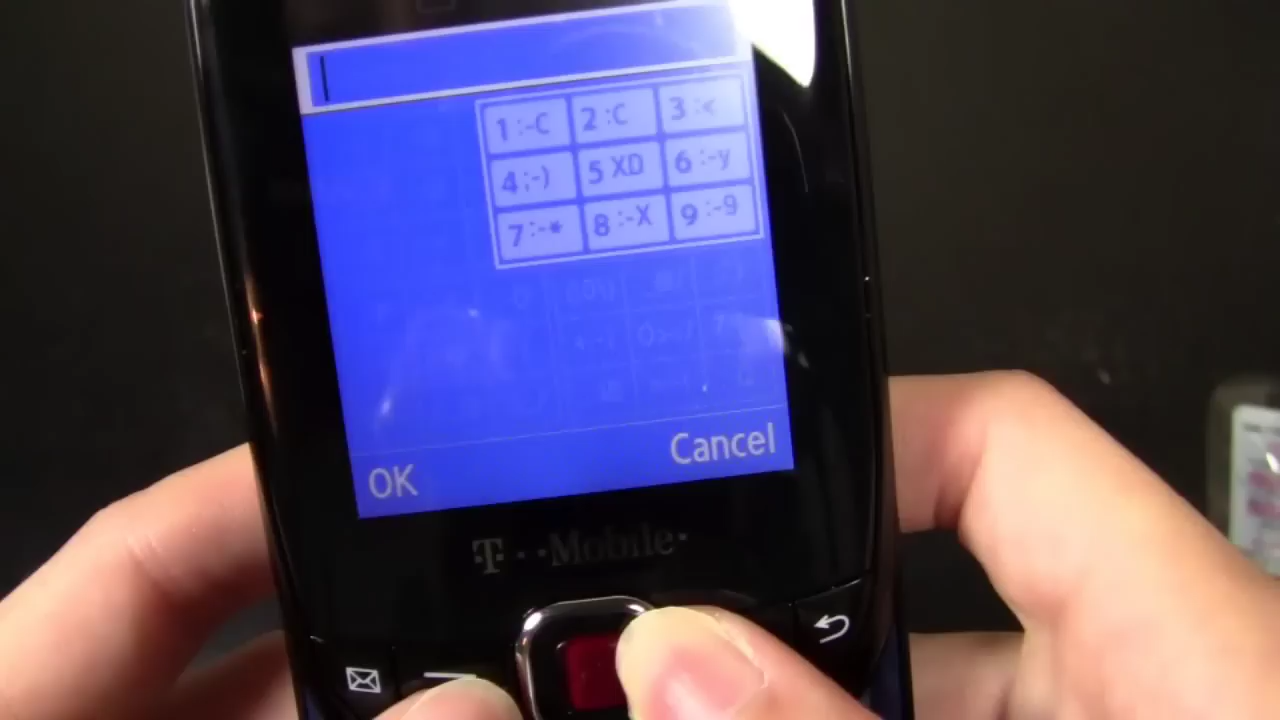 1 :-C 2 :C 3 :<
4 ;-) 5 XD 6 :-y
7 :-* 8 :-X 9 :-9
OK Cancel
T··Mobile·